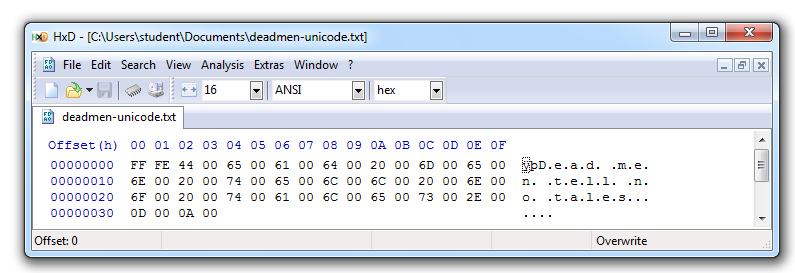 HxD - [C:\Users\student\Documents\deadmen-unicode.txt]
File Edit Search View Analysis Extras Window ?
16 ANSI hex
deadmen-unicode.txt
Offset(h) 00 01 02 03 04 05 06 07 08 09 0A 0B 0C 0D 0E 0F
00000000 FF FE 44 00 65 00 61 00 64 00 20 00 6D 00 65 00 ÿþD.e.a.d. .m.e.
00000010 6E 00 20 00 74 00 65 00 6C 00 6C 00 20 00 6E 00 n. .t.e.l.l. .n.
00000020 6F 00 20 00 74 00 61 00 6C 00 65 00 73 00 2E 00 o. .t.a.l.e.s...
00000030 0D 00 0A 00 ....
Offset: 0 Overwrite